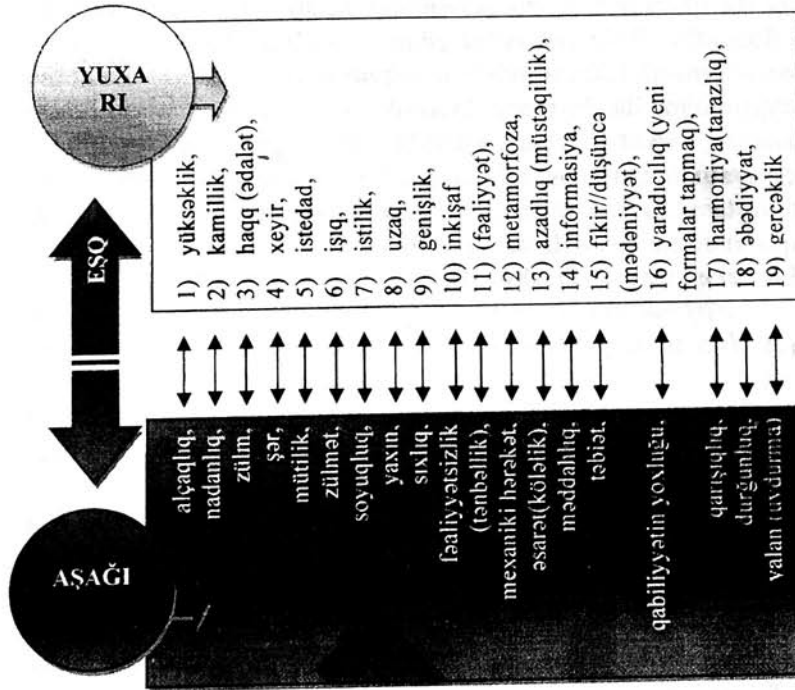 YUXA
RI
EŞQ
AŞAĞI
1) yüksəklik,
2) kamillik,
3) haqq (ədalət),
4) xeyir,
5) istedad,
6) işıq,
7) istilik,
8) uzaq,
9) genişlik,
10) inkişaf
11) (fəaliyyət),
12) metamorfoza,
13) azadlıq (müstəqillik),
14) informasiya,
15) fikir//düşüncə
(mədəniyyət),
16) yaradıcılıq (yeni
formalar tapmaq),
17) harmoniya(tarazlıq),
18) əbədiyyat,
19) gerçəklik
alçaqlıq,
nadanlıq,
zülm,
şər,
mütilik,
zülmət,
soyuqluq,
yaxın,
sıxlıq,
fəaliyyətsizlik
(tənbəllik),
mexaniki hərəkət,
əsarət(köləlik),
məddahlıq,
təbiət,
qabiliyyətin yoxluğu,
qarışıqlıq,
durğunluq,
yalan (uydurma)